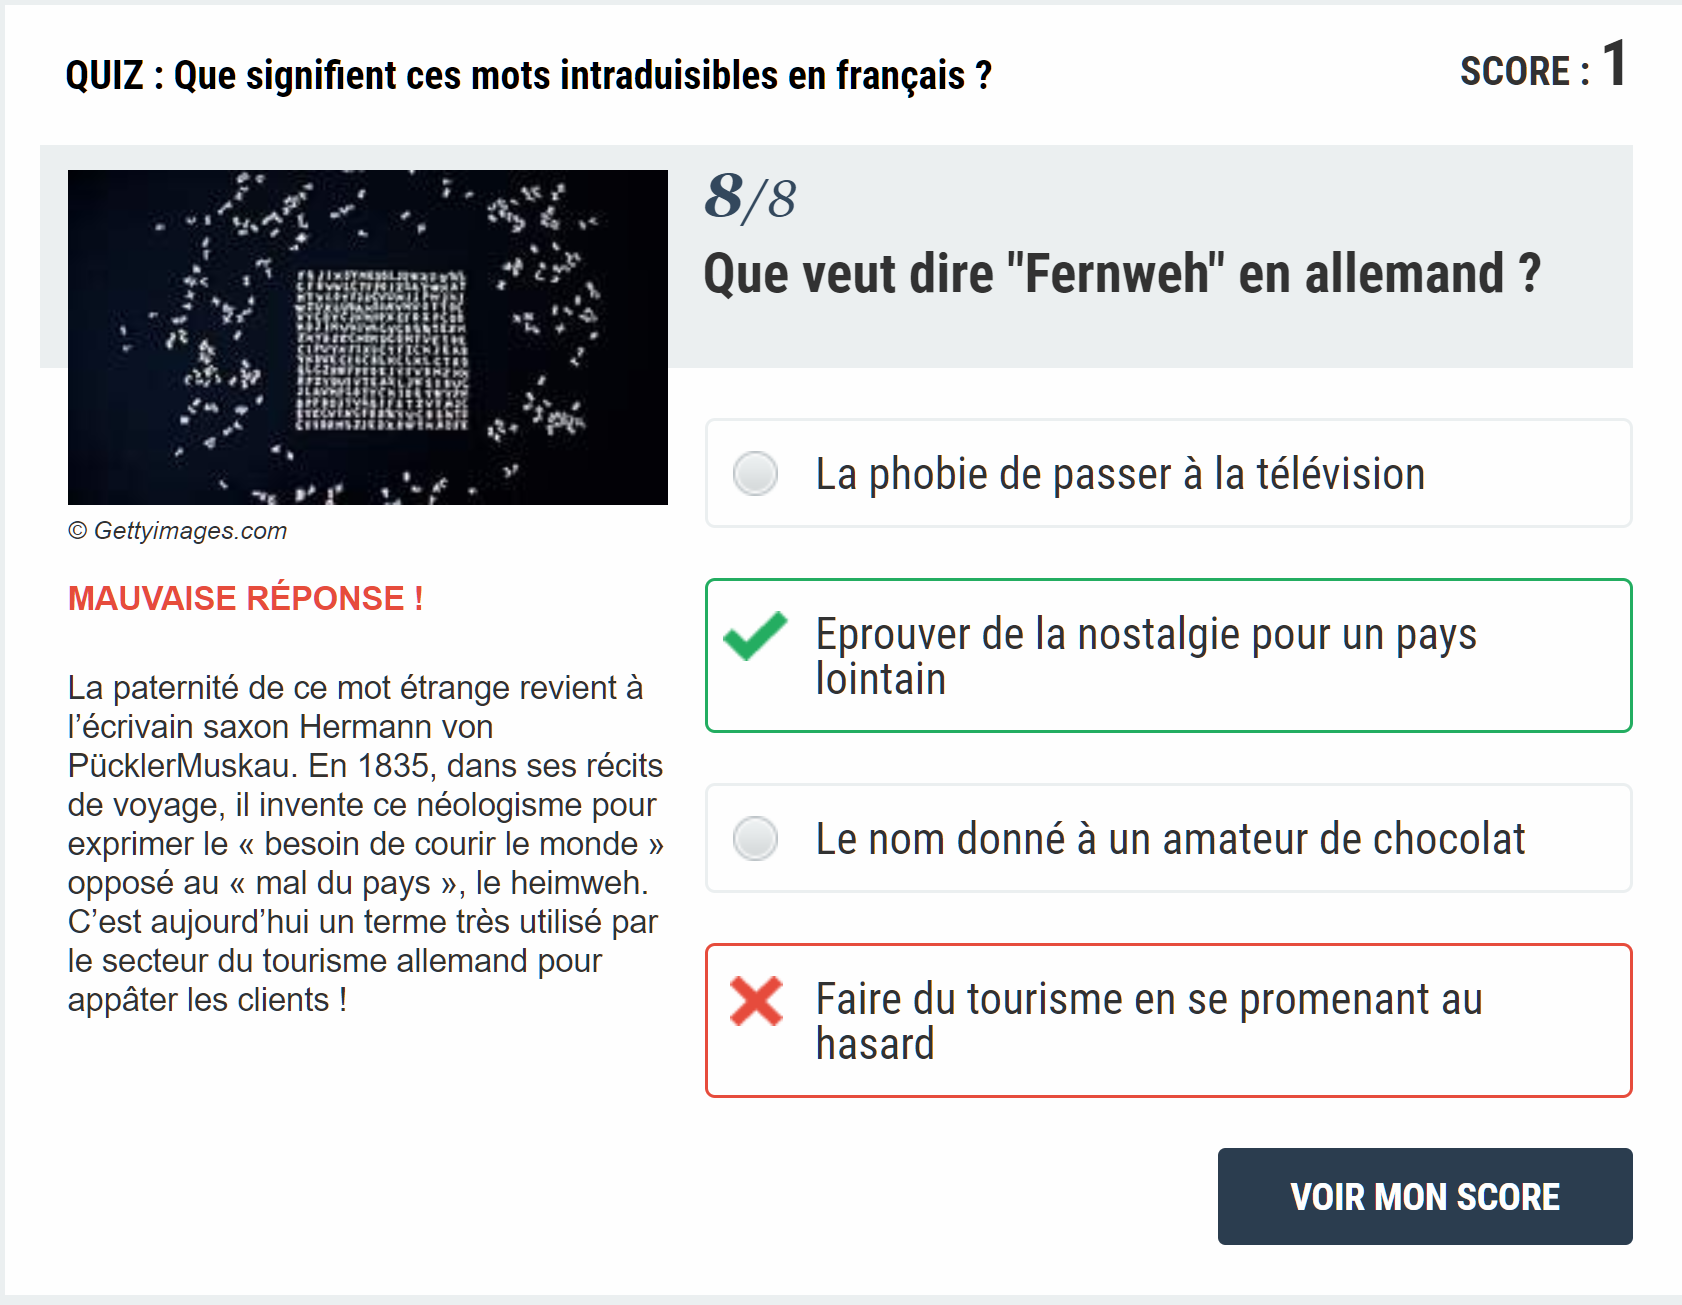 QUIZ : Que signifient ces mots intraduisibles en français ?
SCORE : 1
8/8
Que veut dire "Fernweh" en allemand ?
© Gettyimages.com
MAUVAISE RÉPONSE !
La paternité de ce mot étrange revient à
l’écrivain saxon Hermann von
PücklerMuskau. En 1835, dans ses récits
de voyage, il invente ce néologisme pour
exprimer le « besoin de courir le monde »
opposé au « mal du pays », le heimweh.
C’est aujourd’hui un terme très utilisé par
le secteur du tourisme allemand pour
appâter les clients !
La phobie de passer à la télévision
Eprouver de la nostalgie pour un pays
lointain
Le nom donné à un amateur de chocolat
Faire du tourisme en se promenant au
hasard
VOIR MON SCORE